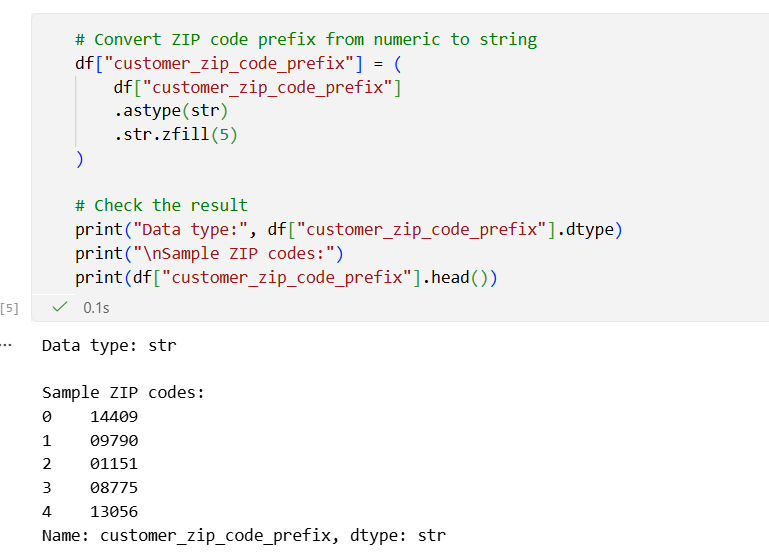 # Convert ZIP code prefix from numeric to string
df["customer_zip_code_prefix"] = (
    df["customer_zip_code_prefix"]
    .astype(str)
    .str.zfill(5)
)

# Check the result
print("Data type:", df["customer_zip_code_prefix"].dtype)
print("\nSample ZIP codes:")
print(df["customer_zip_code_prefix"].head())
[5] ✓ 0.1s
... Data type: str

Sample ZIP codes:
0    14409
1    09790
2    01151
3    08775
4    13056
Name: customer_zip_code_prefix, dtype: str